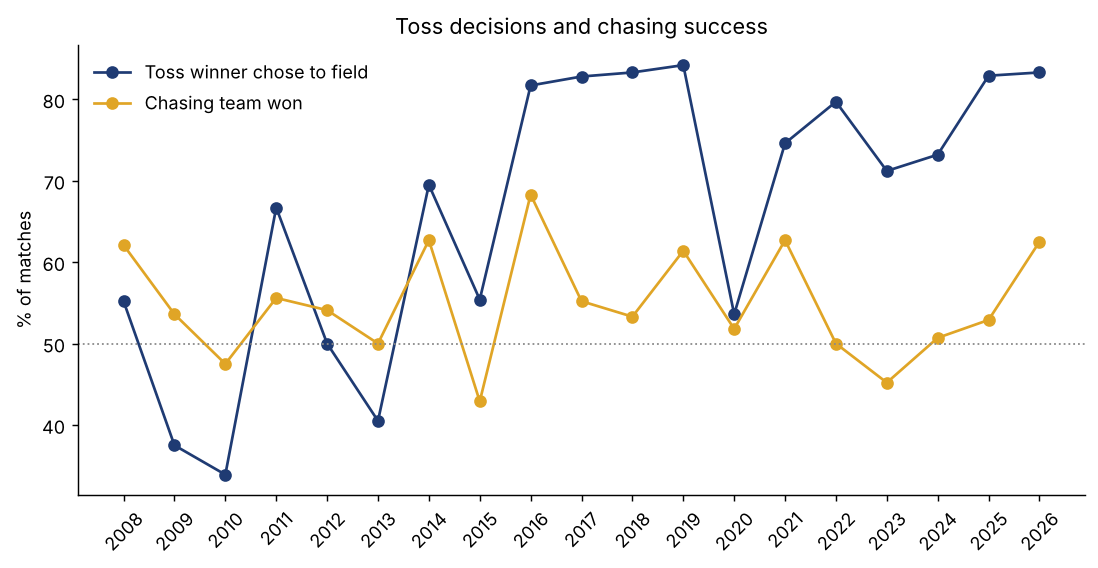 Toss decisions and chasing success
Toss winner chose to field
Chasing team won
% of matches
80
70
60
50
40
2008 2009 2010 2011 2012 2013 2014 2015 2016 2017 2018 2019 2020 2021 2022 2023 2024 2025 2026